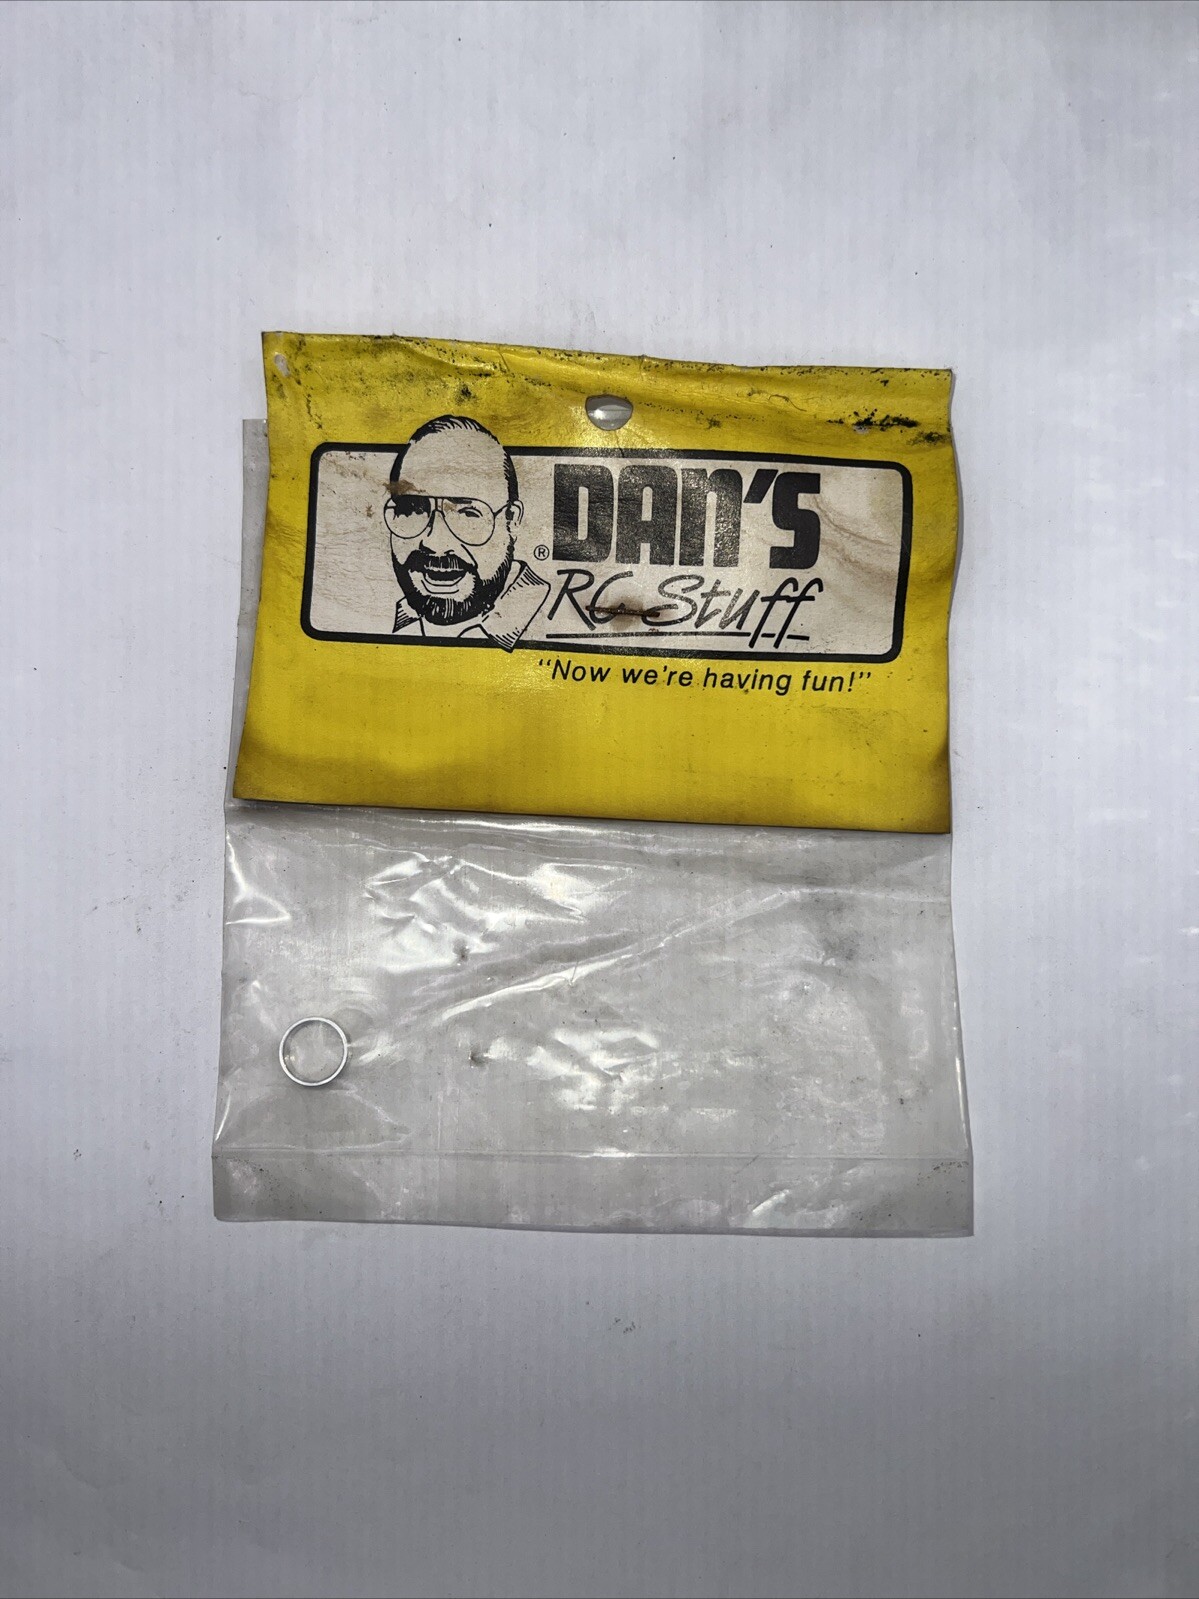 DAN'S
®
RC Stuff
"Now we're having fun!"